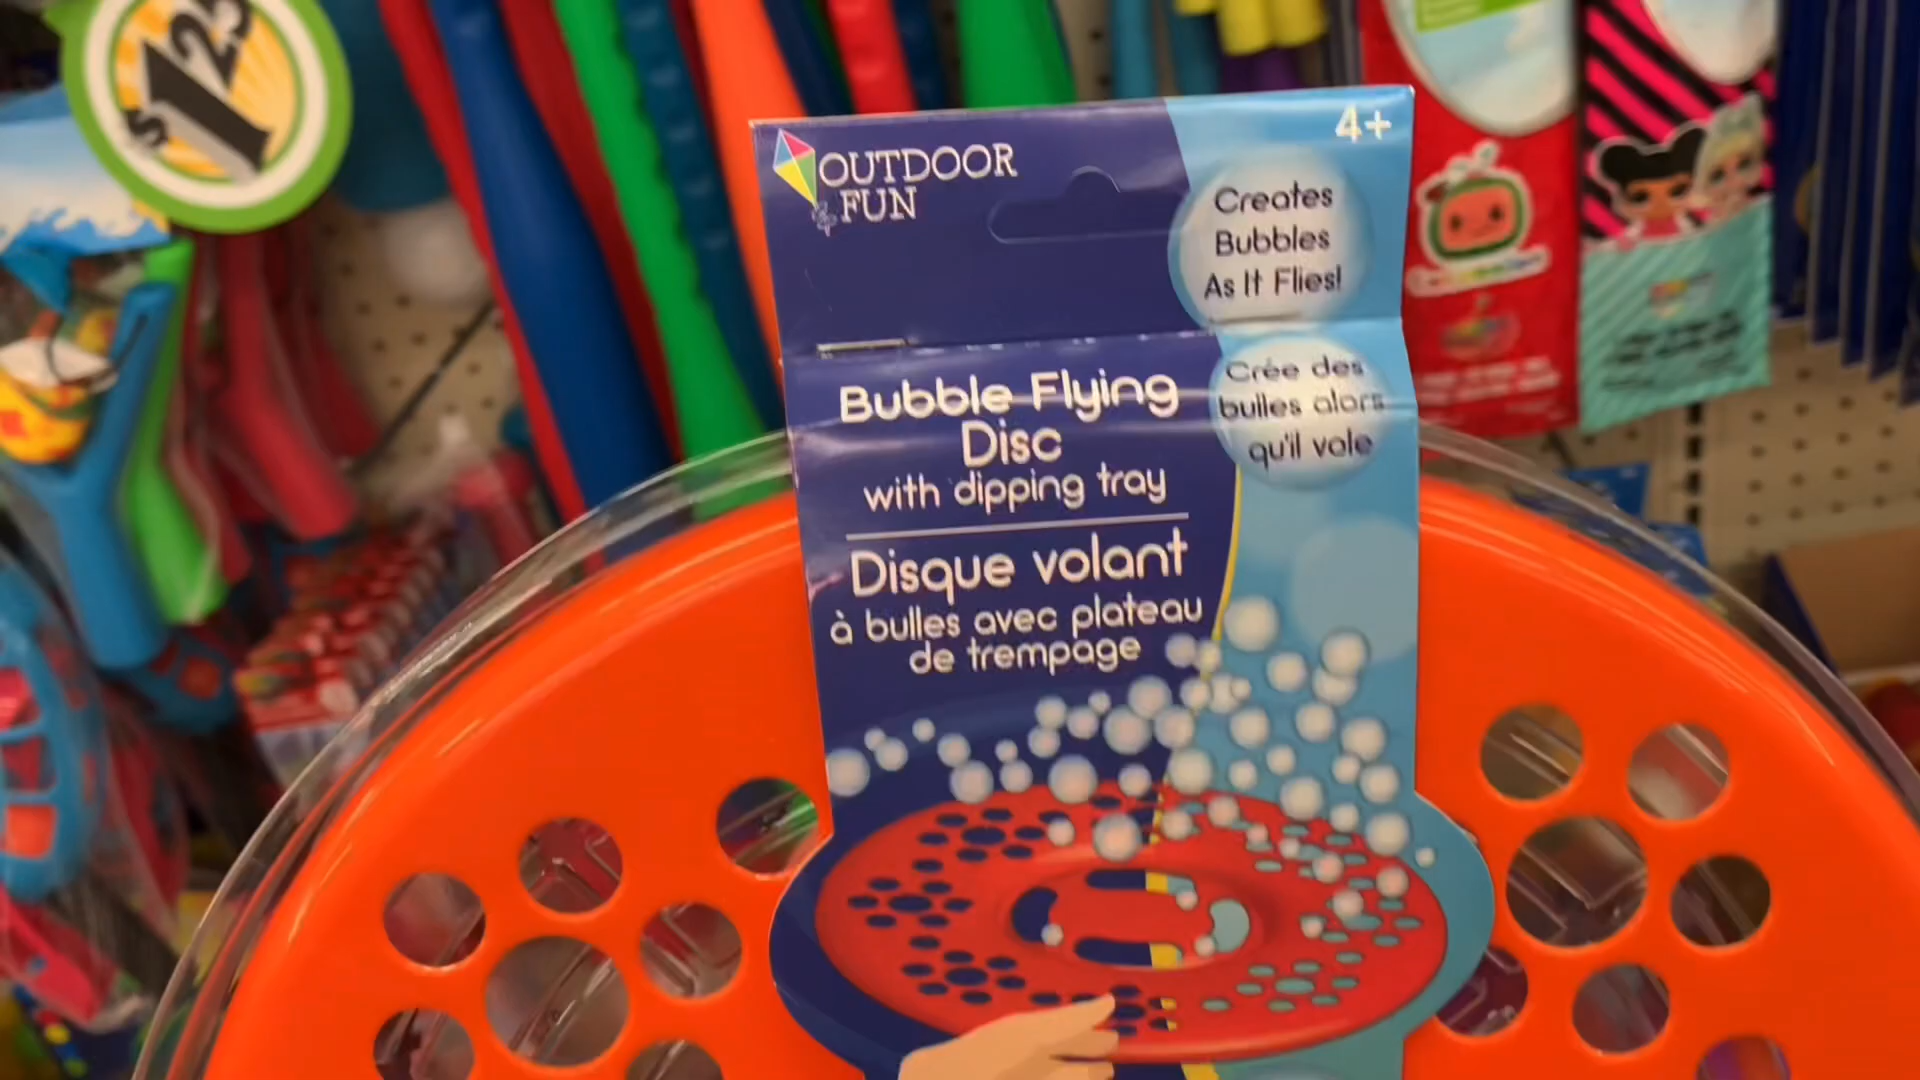 $1.25
4+
OUTDOOR
FUN
Creates
Bubbles
As It Flies!
Bubble Flying
Disc
with dipping tray
Crée des
bulles alors
qu'il vole
Disque volant
à bulles avec plateau
de trempage